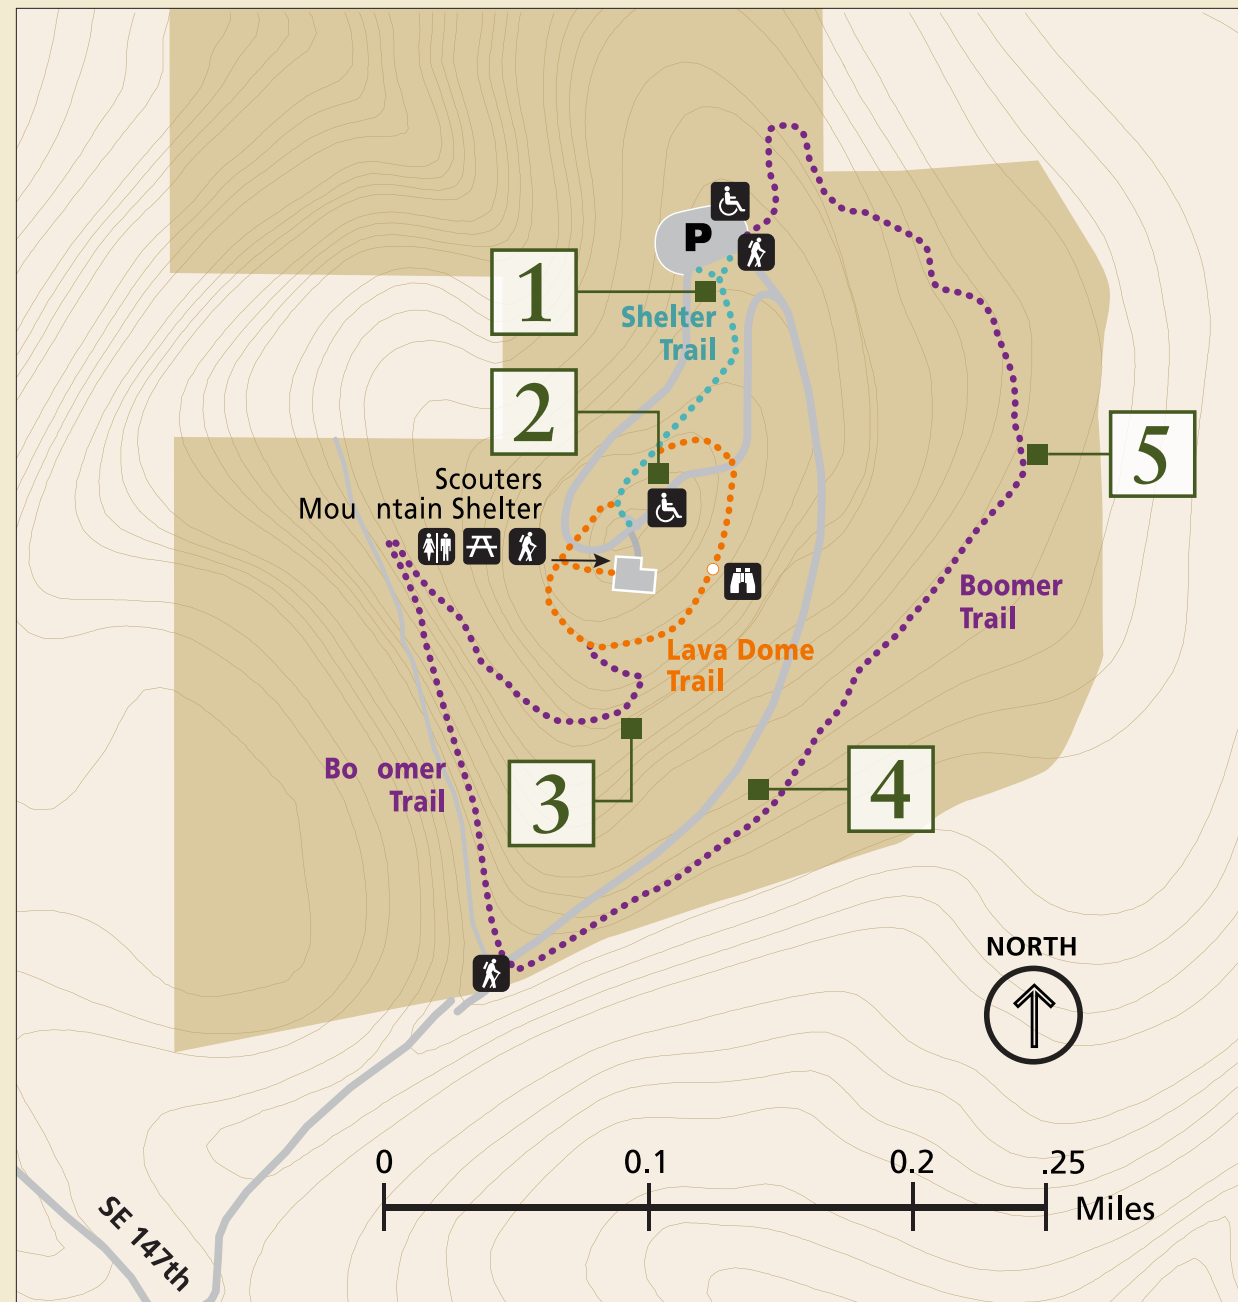 P
1
Shelter
Trail
2
Scouters
Mou ntain Shelter
5
Boomer
Trail
Lava Dome
Trail
Bo omer
Trail
3
4
NORTH
0 0.1 0.2 .25
Miles
SE 147th